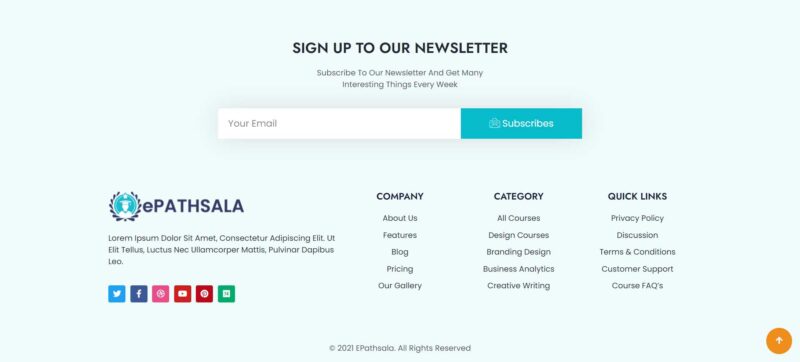 SIGN UP TO OUR NEWSLETTER
Subscribe To Our Newsletter And Get Many
Interesting Things Every Week
Your Email
Subscribes
ePATHSALA
Lorem Ipsum Dolor Sit Amet, Consectetur Adipiscing Elit. Ut
Elit Tellus, Luctus Nec Ullamcorper Mattis, Pulvinar Dapibus
Leo.
COMPANY
About Us
Features
Blog
Pricing
Our Gallery
CATEGORY
All Courses
Design Courses
Branding Design
Business Analytics
Creative Writing
QUICK LINKS
Privacy Policy
Discussion
Terms & Conditions
Customer Support
Course FAQ's
© 2021 EPathsala. All Rights Reserved